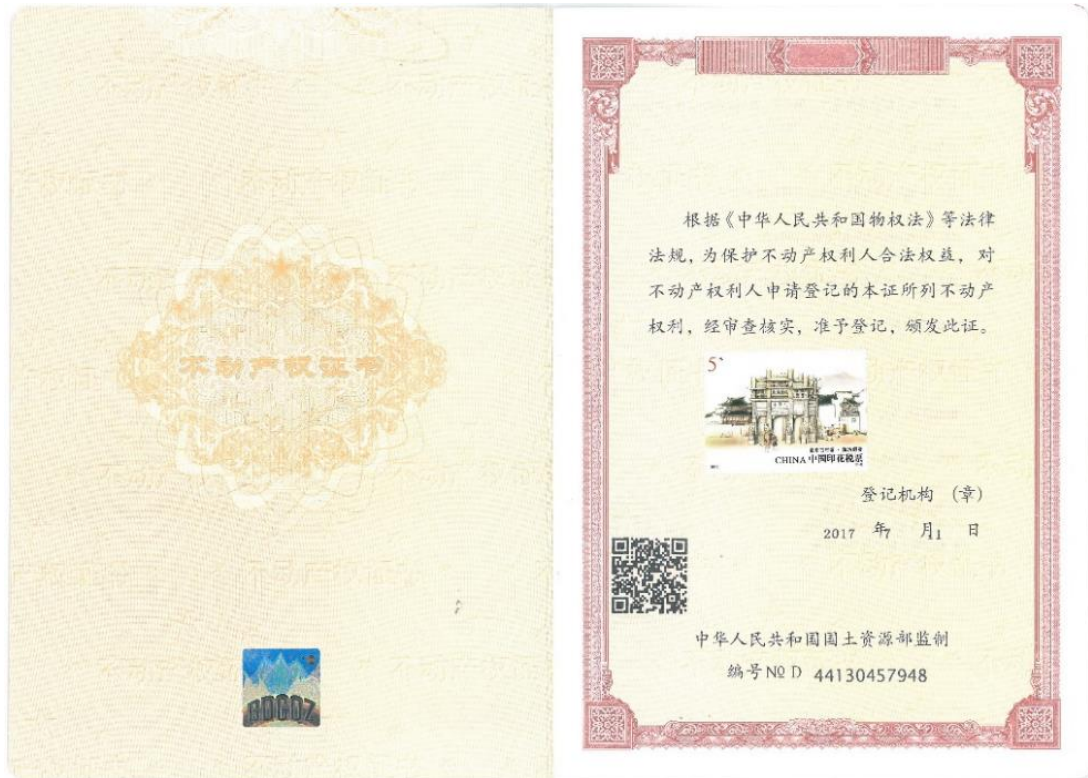 不动产权证书
BDCQZ
根据《中华人民共和国物权法》等法律
法规，为保护不动产权利人合法权益，对
不动产权利人申请登记的本证所列不动产
权利，经审查核实，准予登记，颁发此证。
5
CHINA 中国印花税票
登记机构 (章)
2017 年7 月1 日
中华人民共和国国土资源部监制
编号 № D 44130457948